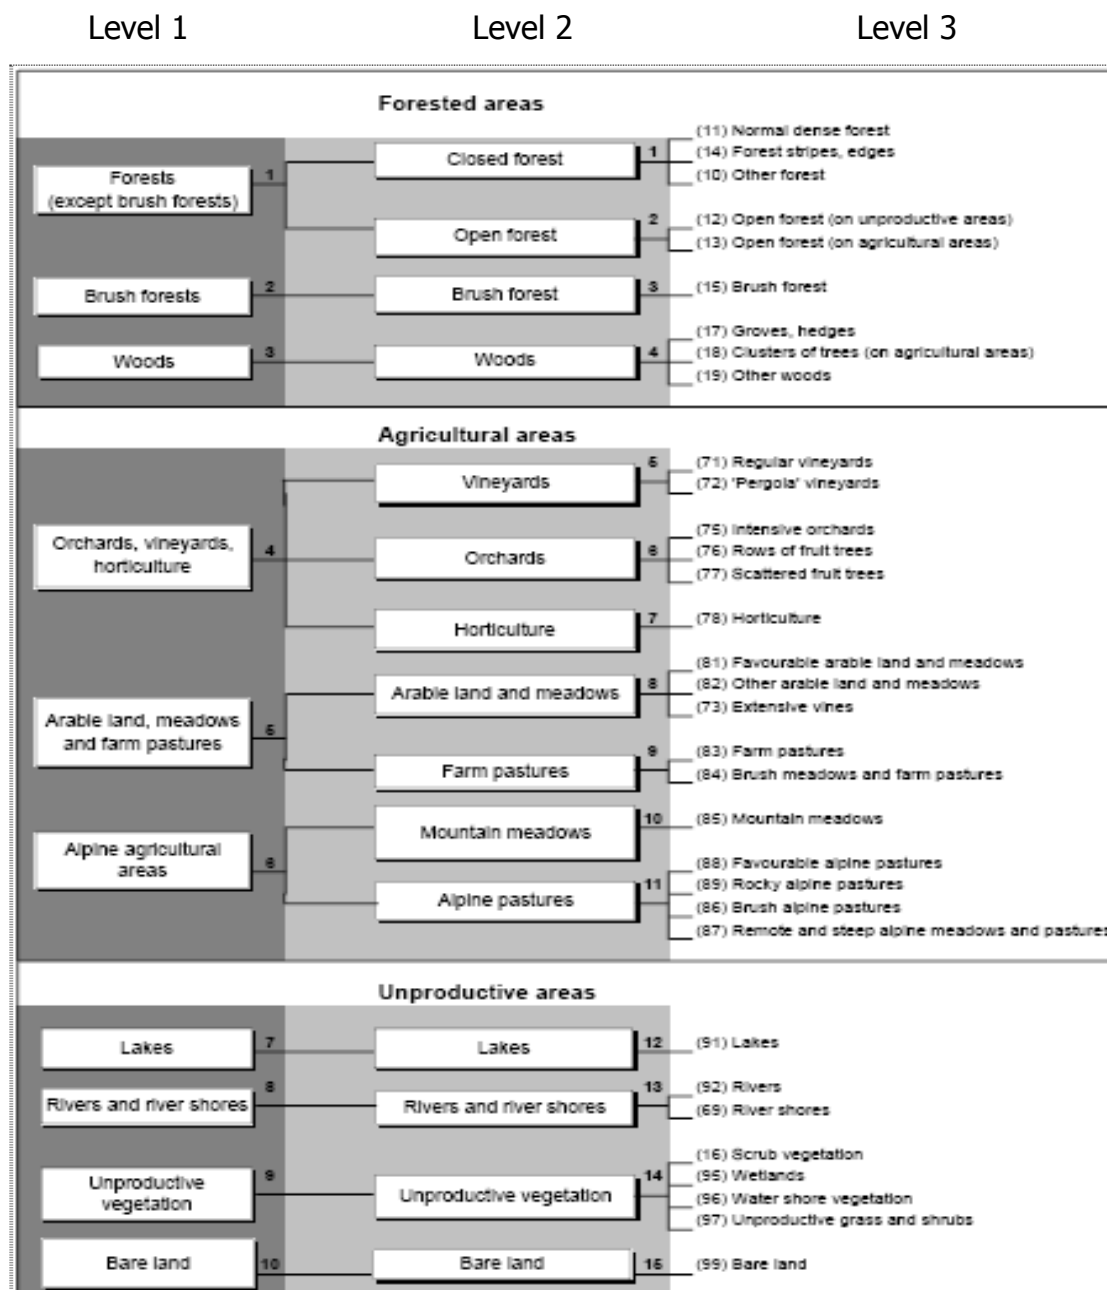 Level 1 Level 2 Level 3
Forested areas
Forests
(except brush forests)
1
Closed forest
1
(11) Normal dense forest
(14) Forest stripes, edges
(10) Other forest
Open forest
2
(12) Open forest (on unproductive areas)
(13) Open forest (on agricultural areas)
Brush forests
2
Brush forest
3
(15) Brush forest
Woods
3
Woods
4
(17) Groves, hedges
(18) Clusters of trees (on agricultural areas)
(19) Other woods
Agricultural areas
Orchards, vineyards,
horticulture
4
Vineyards
5
(71) Regular vineyards
(72) 'Pergola' vineyards
Orchards
6
(75) Intensive orchards
(76) Rows of fruit trees
(77) Scattered fruit trees
Horticulture
7
(78) Horticulture
Arable land, meadows
and farm pastures
5
Arable land and meadows
8
(81) Favourable arable land and meadows
(82) Other arable land and meadows
(73) Extensive vines
Farm pastures
9
(83) Farm pastures
(84) Brush meadows and farm pastures
Alpine agricultural
areas
6
Mountain meadows
10
(85) Mountain meadows
Alpine pastures
11
(88) Favourable alpine pastures
(89) Rocky alpine pastures
(86) Brush alpine pastures
(87) Remote and steep alpine meadows and pastures
Unproductive areas
Lakes
7
Lakes
12
(91) Lakes
Rivers and river shores
8
Rivers and river shores
13
(92) Rivers
(69) River shores
Unproductive
vegetation
9
Unproductive vegetation
14
(16) Scrub vegetation
(95) Wetlands
(96) Water shore vegetation
(97) Unproductive grass and shrubs
Bare land
10
Bare land
15
(99) Bare land